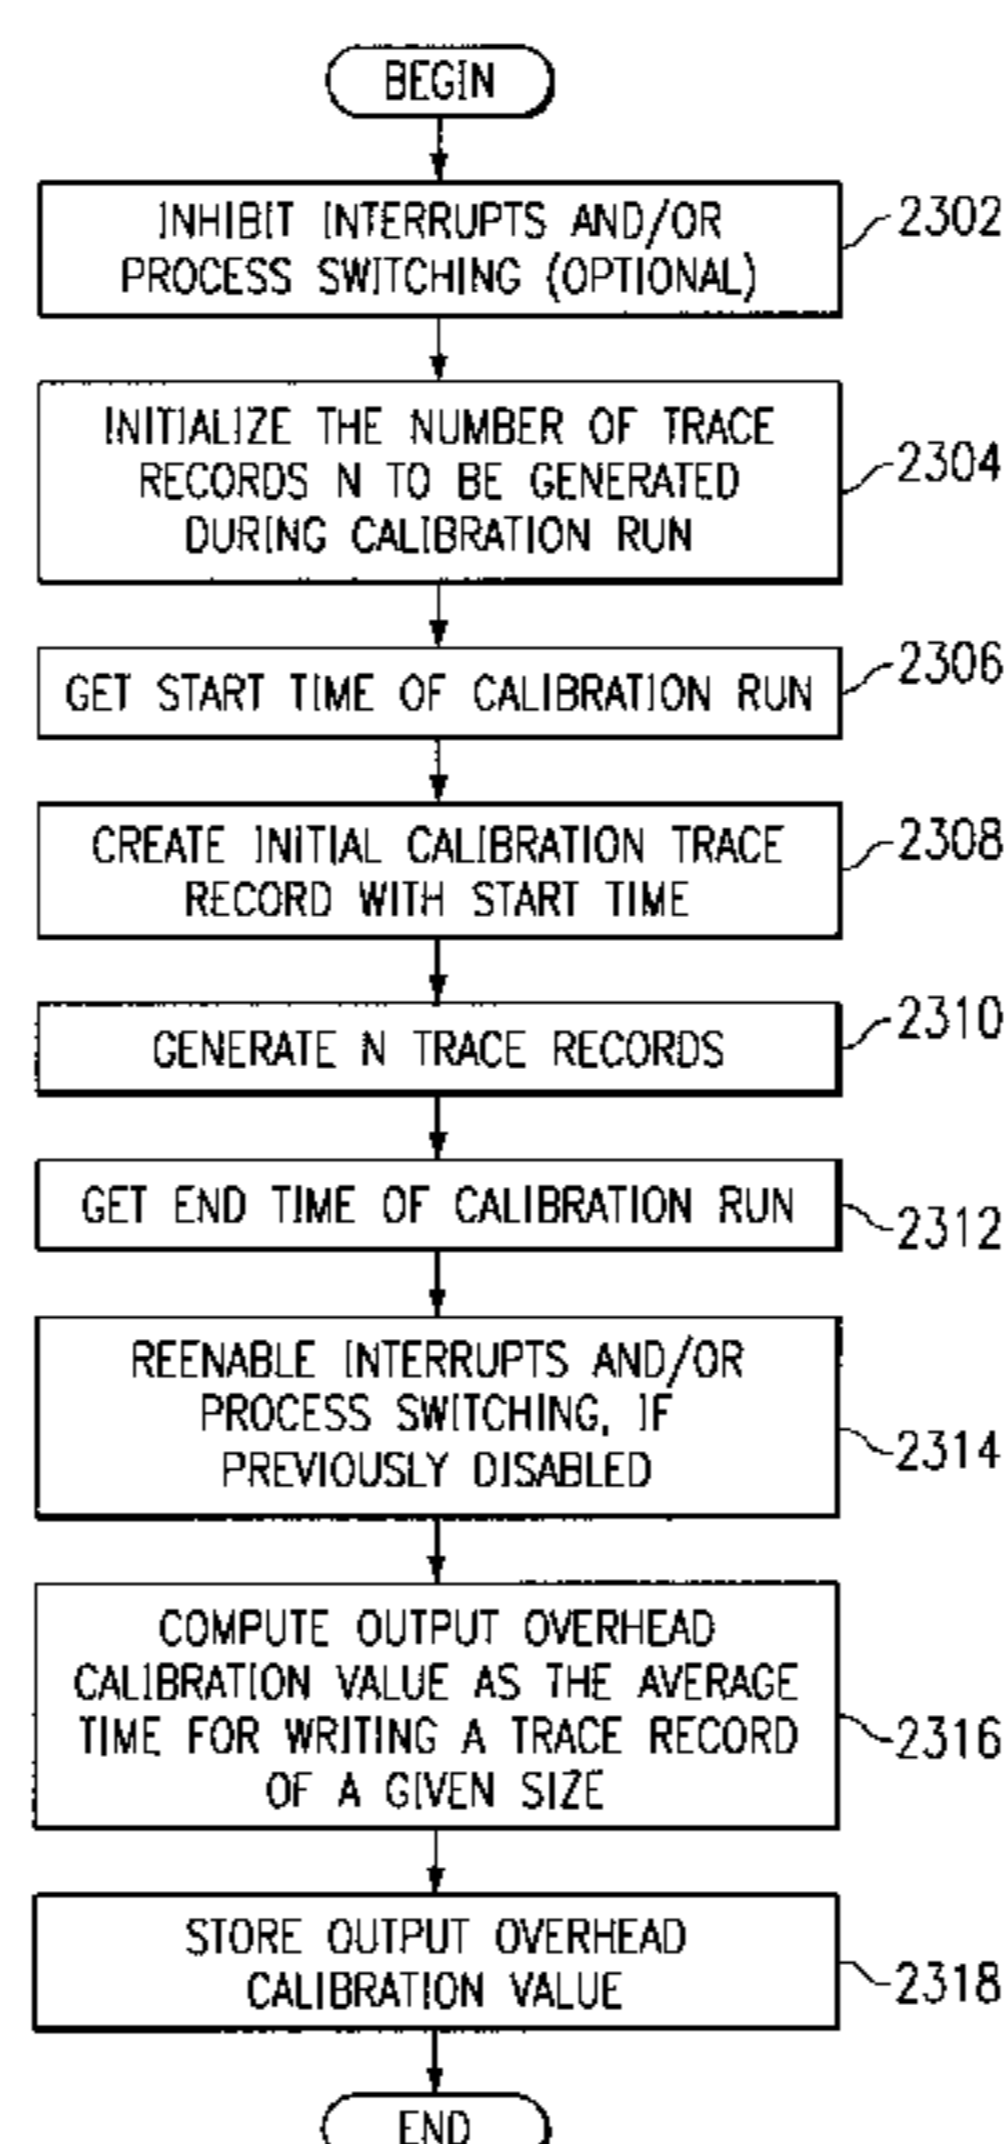 BEGIN
INHIBIT INTERRUPTS AND/OR
PROCESS SWITCHING (OPTIONAL)
2302
INITIALIZE THE NUMBER OF TRACE
RECORDS N TO BE GENERATED
DURING CALIBRATION RUN
2304
GET START TIME OF CALIBRATION RUN
2306
CREATE INITIAL CALIBRATION TRACE
RECORD WITH START TIME
2308
GENERATE N TRACE RECORDS
2310
GET END TIME OF CALIBRATION RUN
2312
REENABLE INTERRUPTS AND/OR
PROCESS SWITCHING, IF
PREVIOUSLY DISABLED
2314
COMPUTE OUTPUT OVERHEAD
CALIBRATION VALUE AS THE AVERAGE
TIME FOR WRITING A TRACE RECORD
OF A GIVEN SIZE
2316
STORE OUTPUT OVERHEAD
CALIBRATION VALUE
2318
END